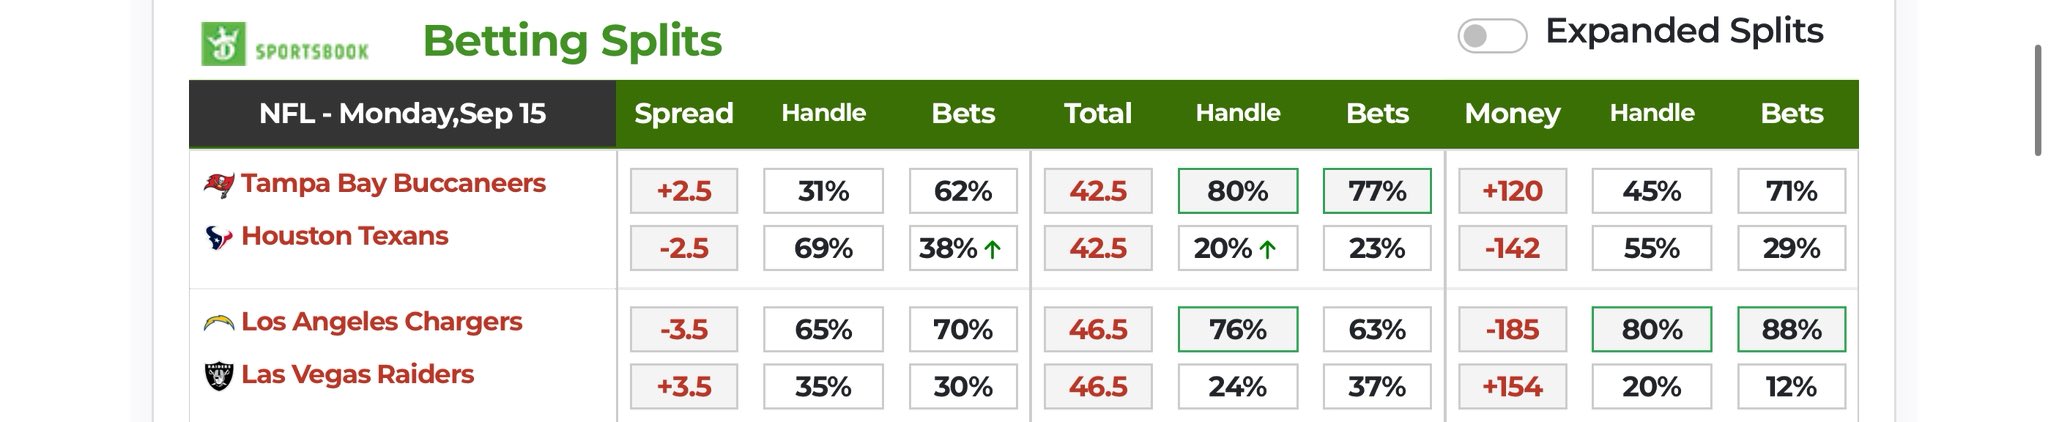 SPORTSBOOK Betting Splits Expanded Splits
NFL - Monday,Sep 15 Spread Handle Bets Total Handle Bets Money Handle Bets
Tampa Bay Buccaneers +2.5 31% 62% 42.5 80% 77% +120 45% 71%
Houston Texans -2.5 69% 38% ↑ 42.5 20% ↑ 23% -142 55% 29%
Los Angeles Chargers -3.5 65% 70% 46.5 76% 63% -185 80% 88%
Las Vegas Raiders +3.5 35% 30% 46.5 24% 37% +154 20% 12%